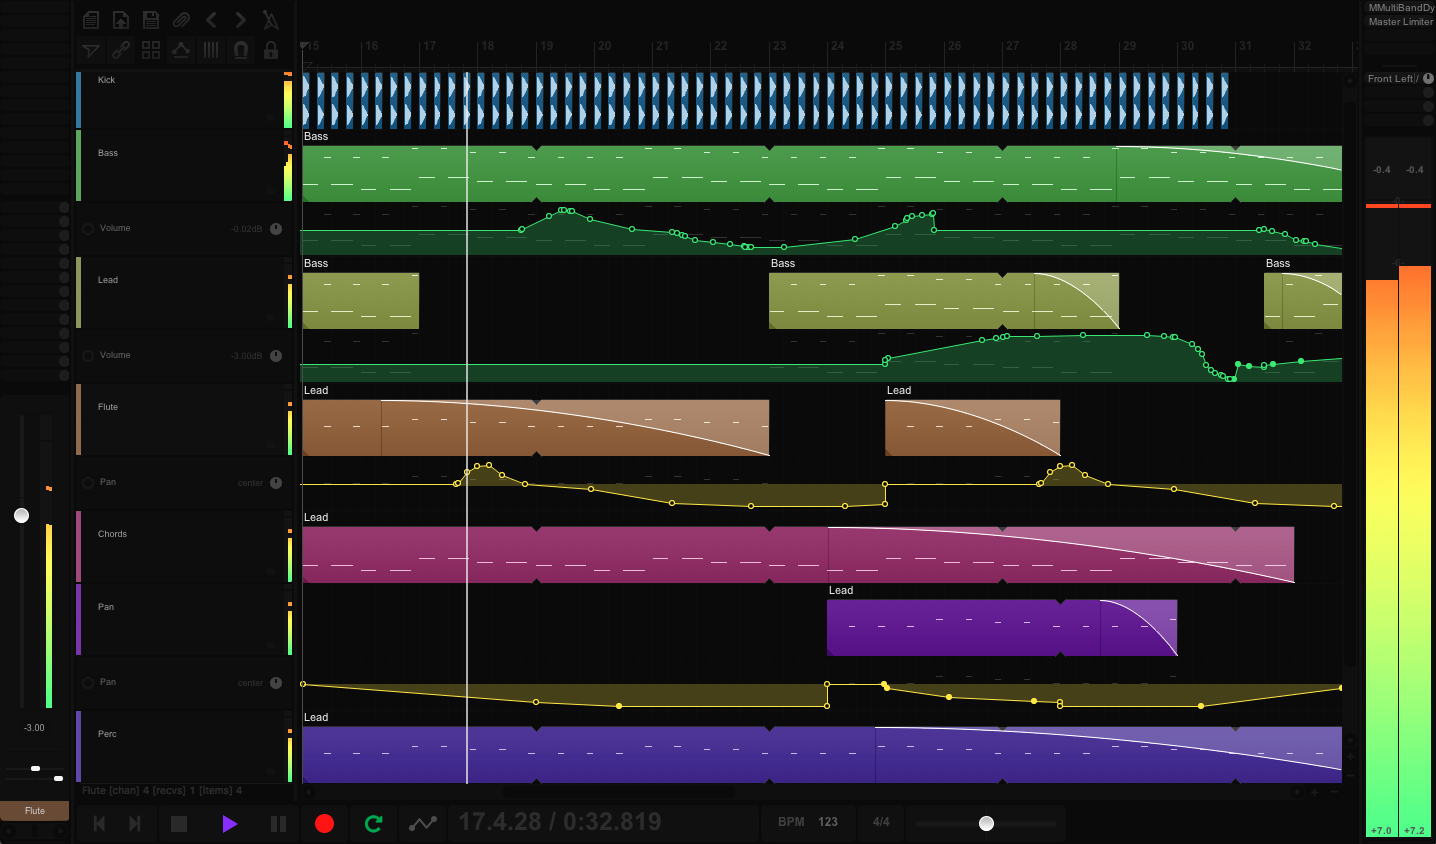 MMultiBandDy
Master Limiter
15 16 17 18 19 20 21 22 23 24 25 26 27 28 29 30 31 32
Kick
Front Left /
Bass
Bass
-0.4 -0.4
Volume -0.02dB
Bass Bass Bass
Lead
-6-
Volume -3.00dB
Lead Lead
Flute
Pan center
Lead
Chords
Lead
Pan
Pan center
Lead
-3.00
Perc
Flute [chan] 4 [recvs] 1 [Items] 4
Flute
17.4.28 / 0:32.819
BPM 123
4/4
+7.0 +7.2